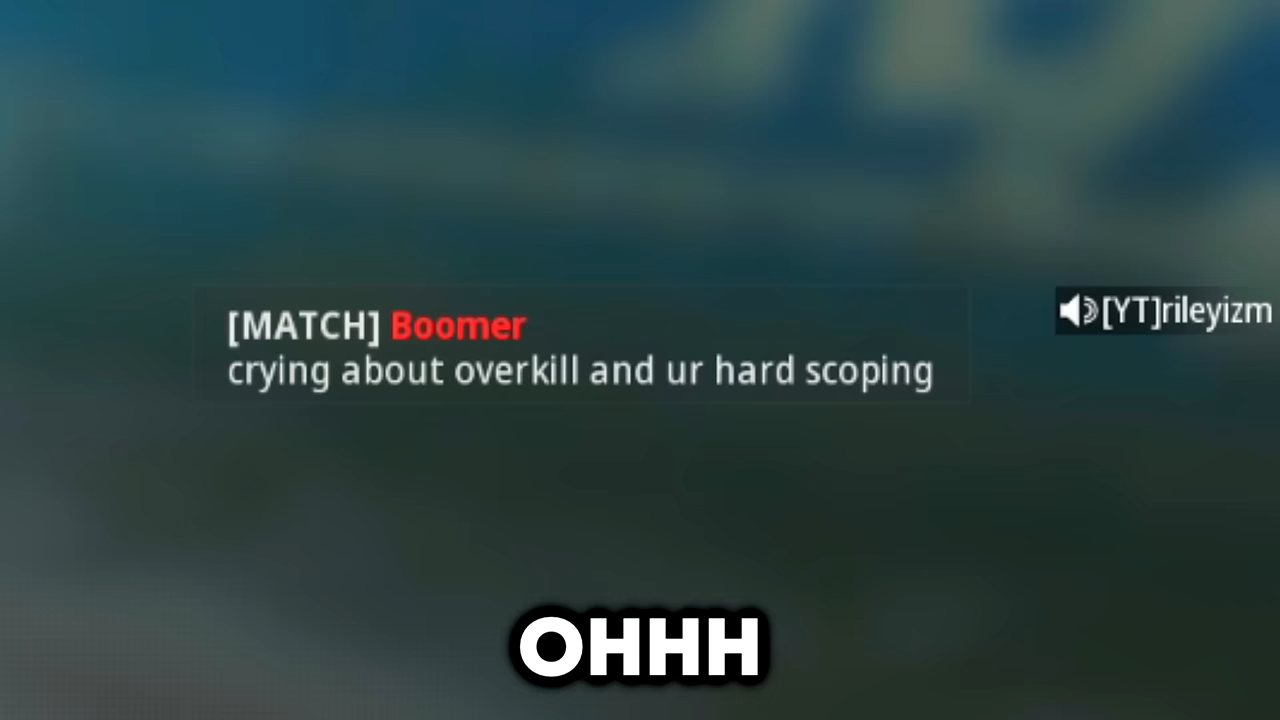 [MATCH] Boomer
crying about overkill and ur hard scoping
[YT]rileyizm
OHHH